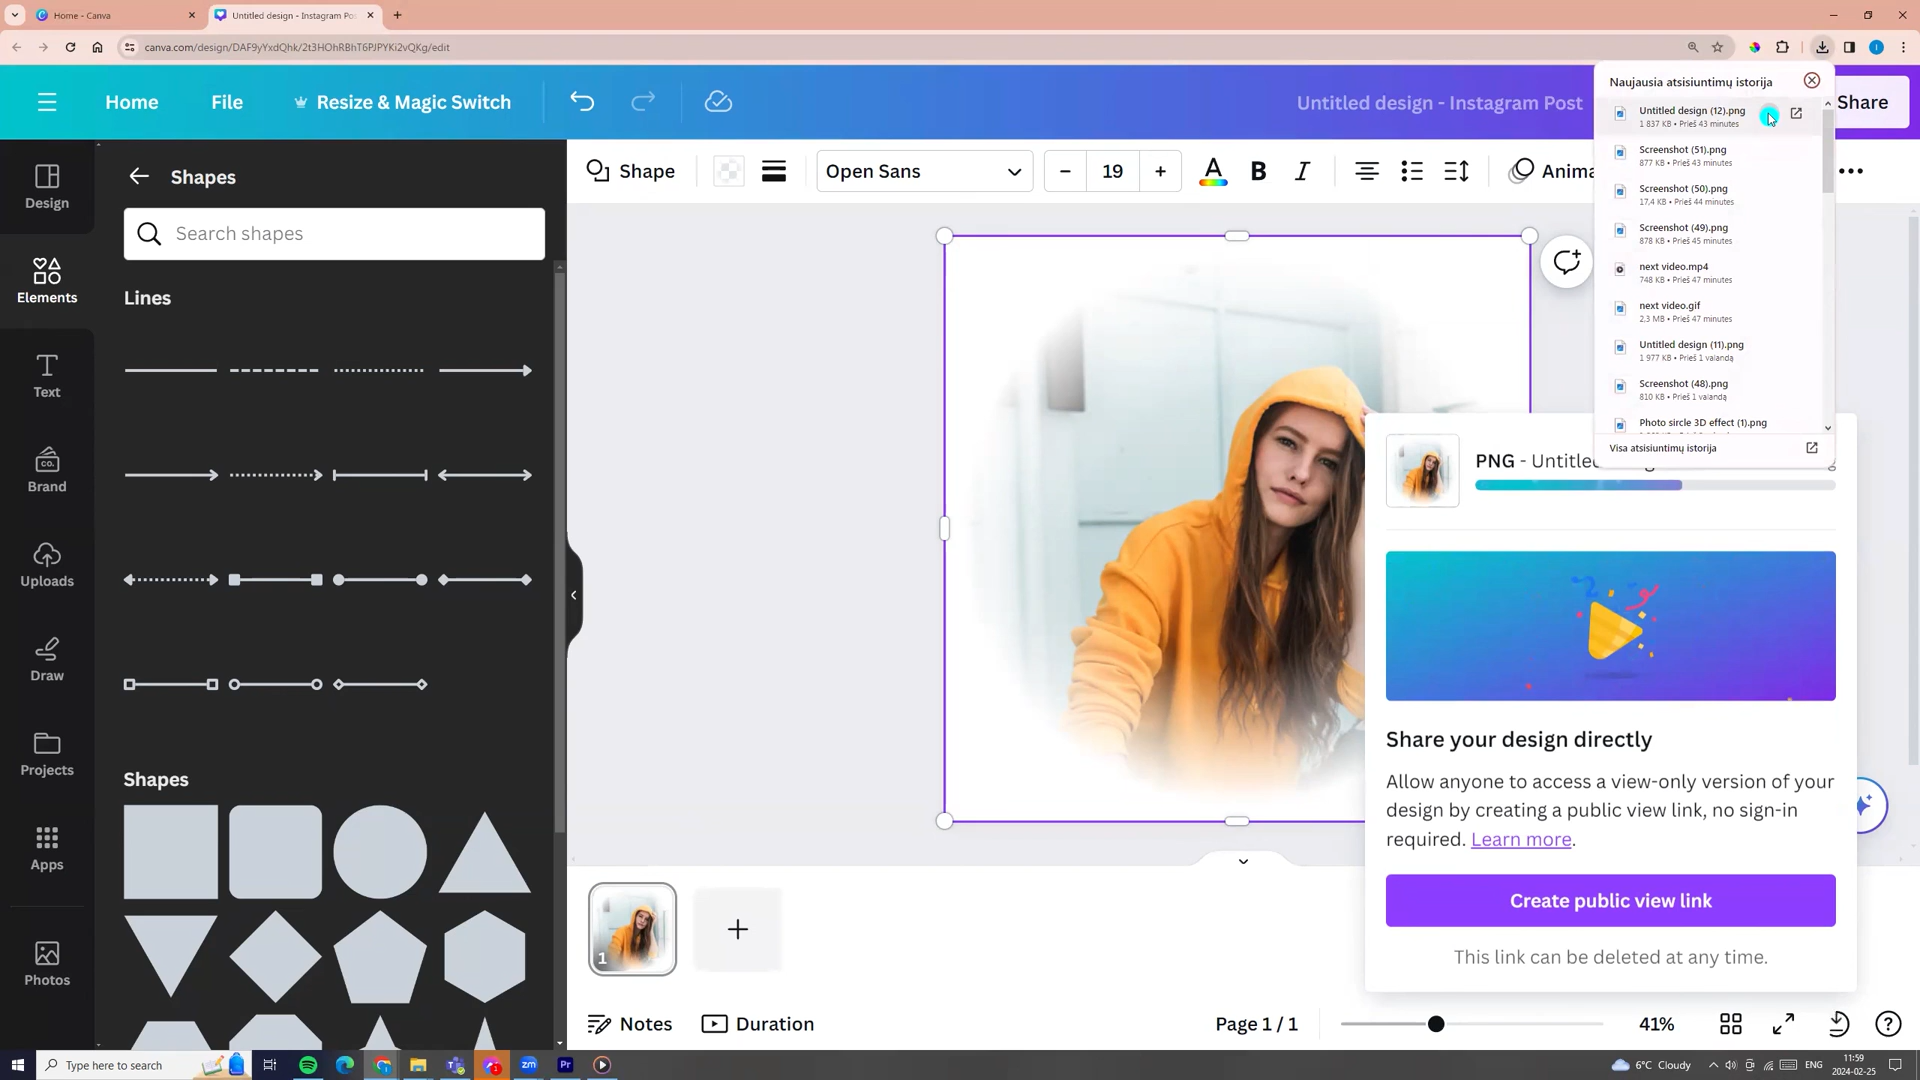 Home - Canva
Untitled design - Instagram Po
canva.com/design/DAF9yYxdQhk/2t3HOhRBhT6PJPYKi2vQKg/edit
Home
File
Resize & Magic Switch
Untitled design - Instagram Post
Share
Naujausia atsisiuntimų istorija
Untitled design (12).png
1 837 KB • Prieš 43 minutes
Screenshot (51).png
877 KB • Prieš 43 minutes
Screenshot (50).png
17,4 KB • Prieš 44 minutes
Screenshot (49).png
878 KB • Prieš 45 minutes
next video.mp4
748 KB • Prieš 47 minutes
next video.gif
2,3 MB • Prieš 47 minutes
Untitled design (11).png
1 977 KB • Prieš 1 valandą
Screenshot (48).png
810 KB • Prieš 1 valandą
Photo sircle 3D effect (1).png
Visa atsisiuntimų istorija
Shape
Open Sans
19
A
B
I
Anima
Design
Elements
Text
Brand
co.
Uploads
Draw
Projects
Apps
Photos
Shapes
Search shapes
Lines
Shapes
PNG - Untitle
Share your design directly
Allow anyone to access a view-only version of your
design by creating a public view link, no sign-in
required. Learn more.
Create public view link
This link can be deleted at any time.
1
Notes
Duration
Page 1 / 1
41%
Type here to search
6°C Cloudy
ENG
11:59
2024-02-25